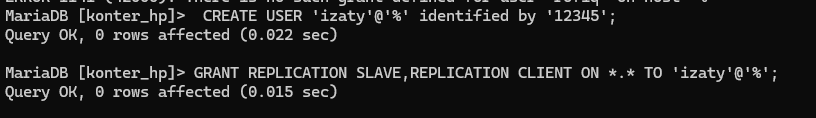 MariaDB [konter_hp]>  CREATE USER 'izaty'@'%' identified by '12345';
Query OK, 0 rows affected (0.022 sec)
MariaDB [konter_hp]> GRANT REPLICATION SLAVE,REPLICATION CLIENT ON *.* TO 'izaty'@'%';
Query OK, 0 rows affected (0.015 sec)